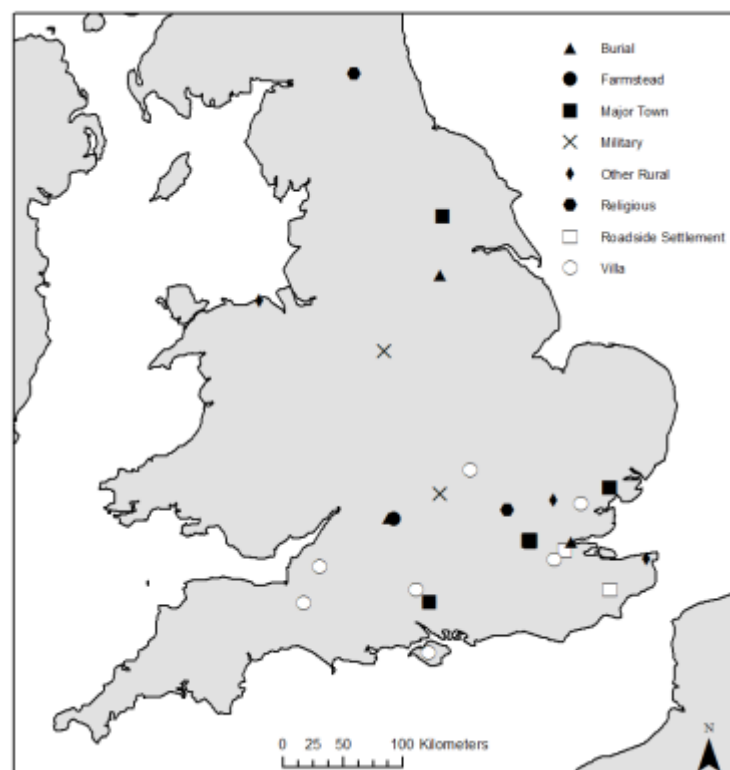 Burial
Farmstead
Major Town
Military
Other Rural
Religious
Roadside Settlement
Villa
N
0 25 50 100 Kilometers